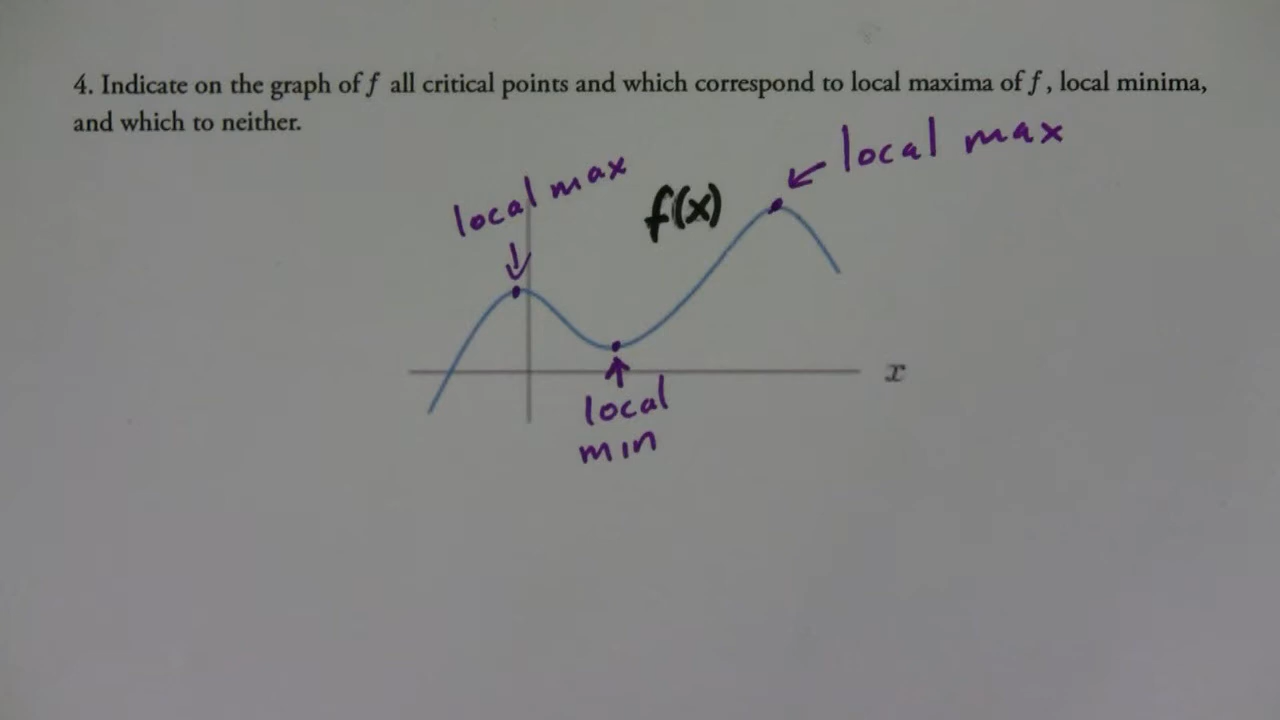 4. Indicate on the graph of f all critical points and which correspond to local maxima of f, local minima,
and which to neither.
local max
local max
f(x)
x
local
min